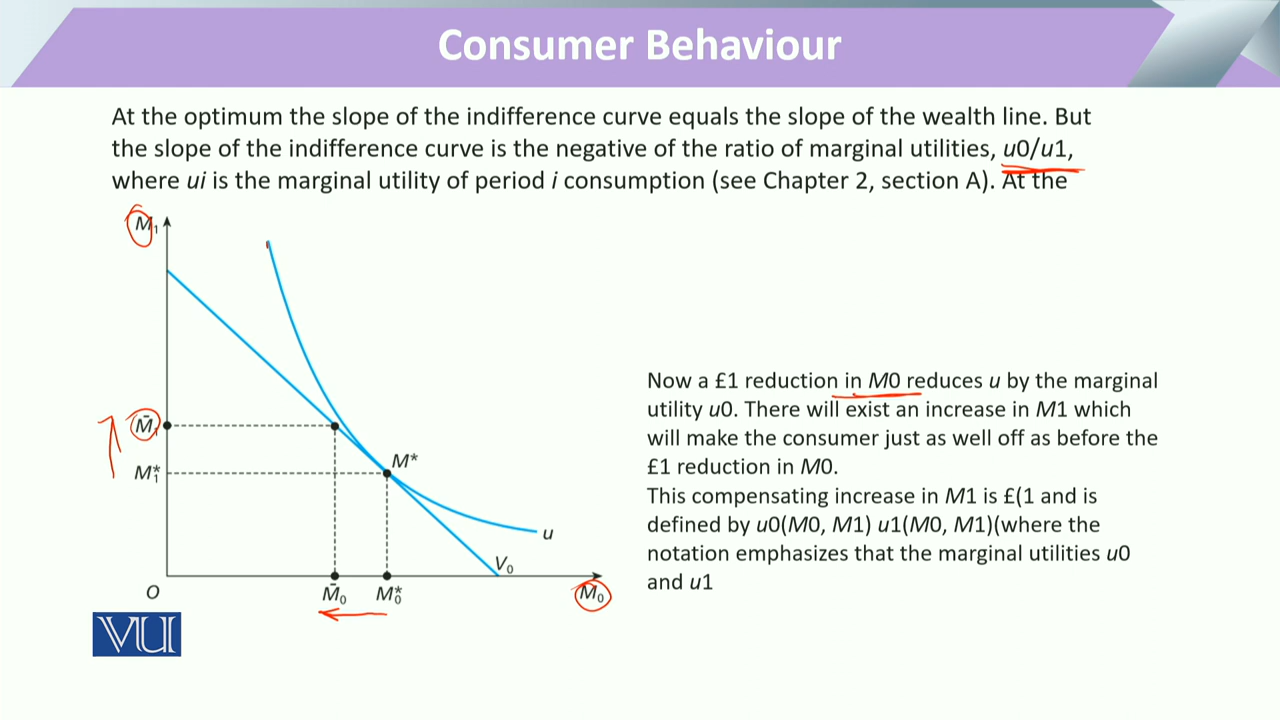 Consumer Behaviour
At the optimum the slope of the indifference curve equals the slope of the wealth line. But
the slope of the indifference curve is the negative of the ratio of marginal utilities, u0/u1,
where ui is the marginal utility of period i consumption (see Chapter 2, section A). At the
M₁
M̄₁
M₁*
M*
u
V₀
O
M̄₀
M₀*
M₀
Now a £1 reduction in M0 reduces u by the marginal
utility u0. There will exist an increase in M1 which
will make the consumer just as well off as before the
£1 reduction in M0.
This compensating increase in M1 is £(1 and is
defined by u0(M0, M1) u1(M0, M1)(where the
notation emphasizes that the marginal utilities u0
and u1
VU